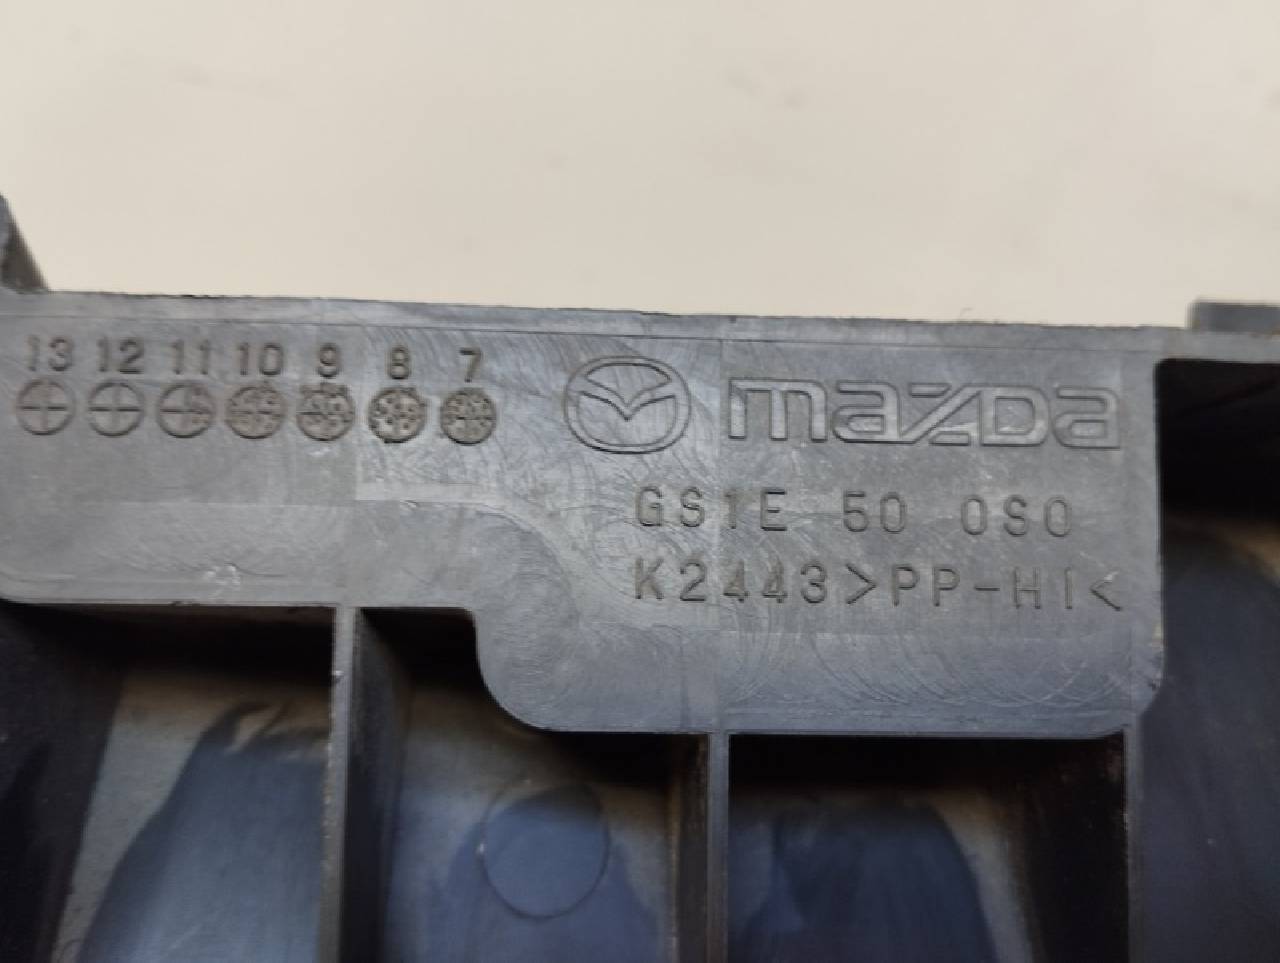 13 12 11 10 9 8 7
mazda
GS1E 50 0S0
K2443>PP-HI<